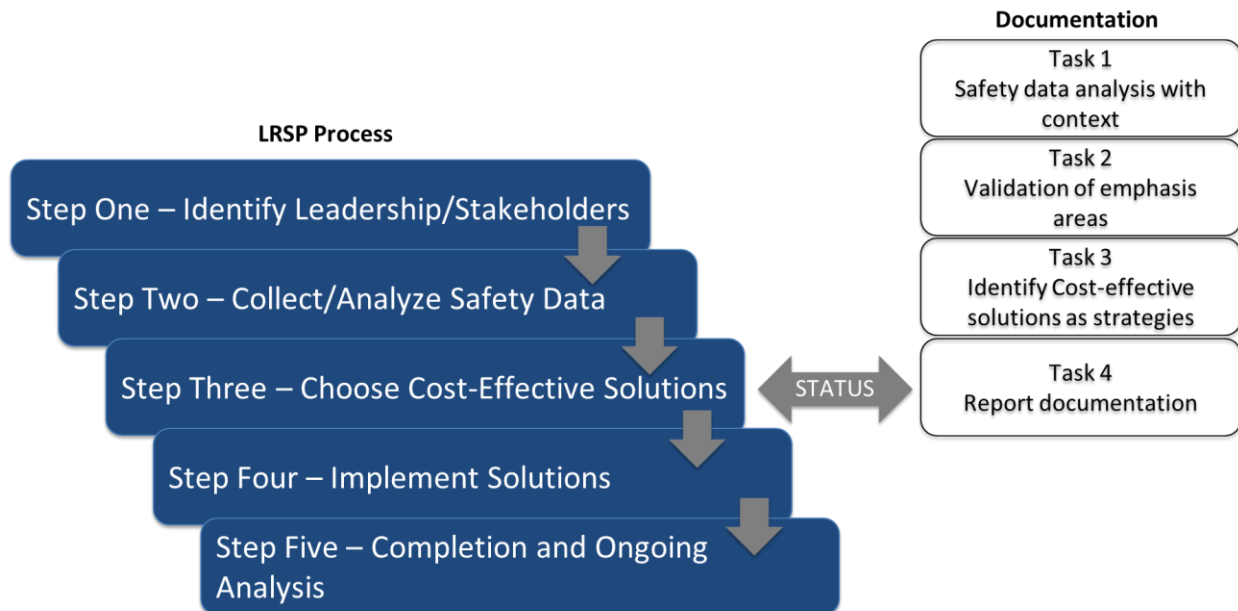 LRSP Process
Step One – Identify Leadership/Stakeholders
Step Two – Collect/Analyze Safety Data
Step Three – Choose Cost-Effective Solutions
Step Four – Implement Solutions
Step Five – Completion and Ongoing
Analysis
STATUS
Documentation
Task 1
Safety data analysis with
context
Task 2
Validation of emphasis
areas
Task 3
Identify Cost-effective
solutions as strategies
Task 4
Report documentation